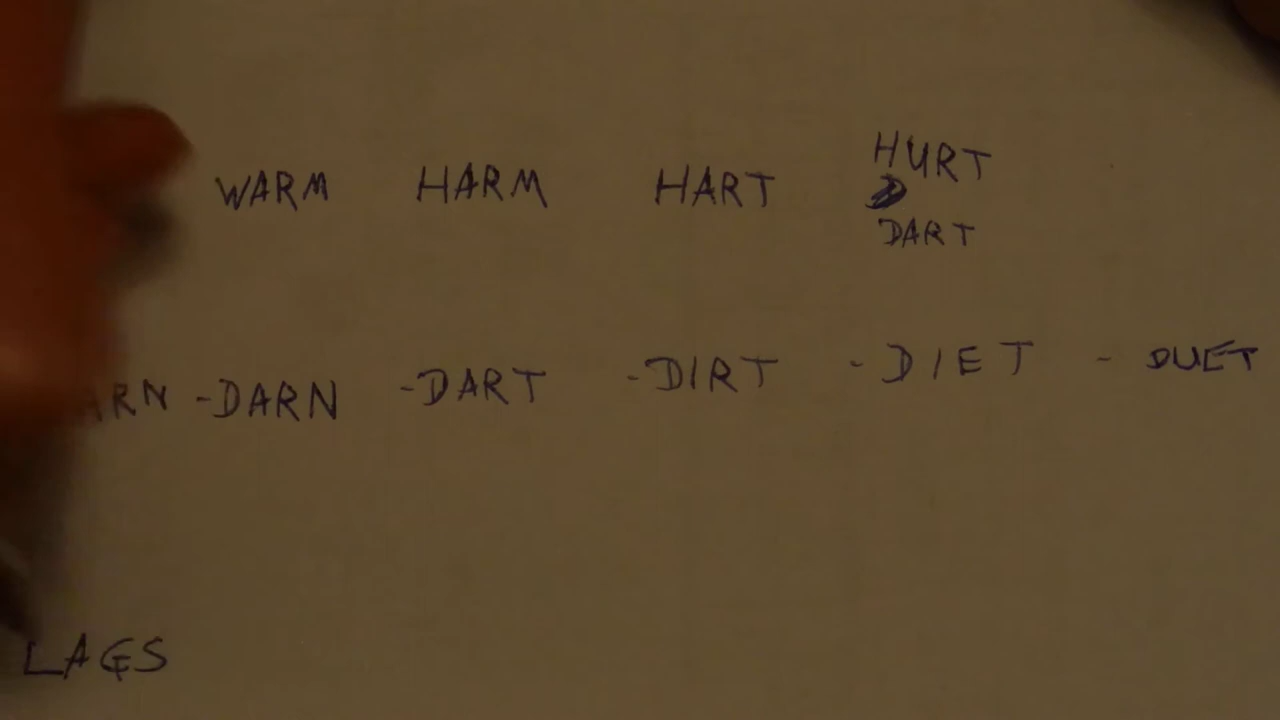 WARM HARM HART HURT
DART
-DARN -DART -DIRT -DIET - DUET
LAGS